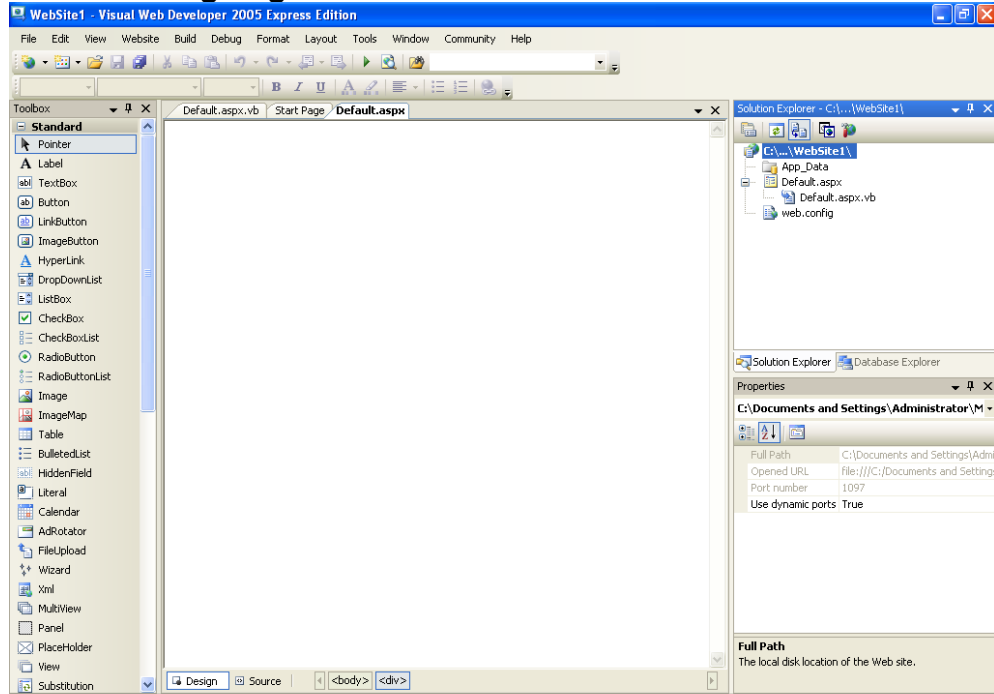 WebSite1 - Visual Web Developer 2005 Express Edition
File Edit View Website Build Debug Format Layout Tools Window Community Help
B I U A
Toolbox
Standard
Pointer
A Label
abl TextBox
ab Button
ab LinkButton
ImageButton
A HyperLink
DropDownList
ListBox
CheckBox
CheckBoxList
RadioButton
RadioButtonList
Image
ImageMap
Table
BulletedList
abl HiddenField
Literal
Calendar
AdRotator
FileUpload
Wizard
Xml
MultiView
Panel
PlaceHolder
View
Substitution
Default.aspx.vb Start Page Default.aspx
Design Source <body> <div>
Solution Explorer - C:\...\WebSite1\
C:\...\WebSite1\
App_Data
Default.aspx
Default.aspx.vb
web.config
Solution Explorer Database Explorer
Properties
C:\Documents and Settings\Administrator\M
Full Path C:\Documents and Settings\Admi
Opened URL file:///C:/Documents and Setting
Port number 1097
Use dynamic ports True
Full Path
The local disk location of the Web site.